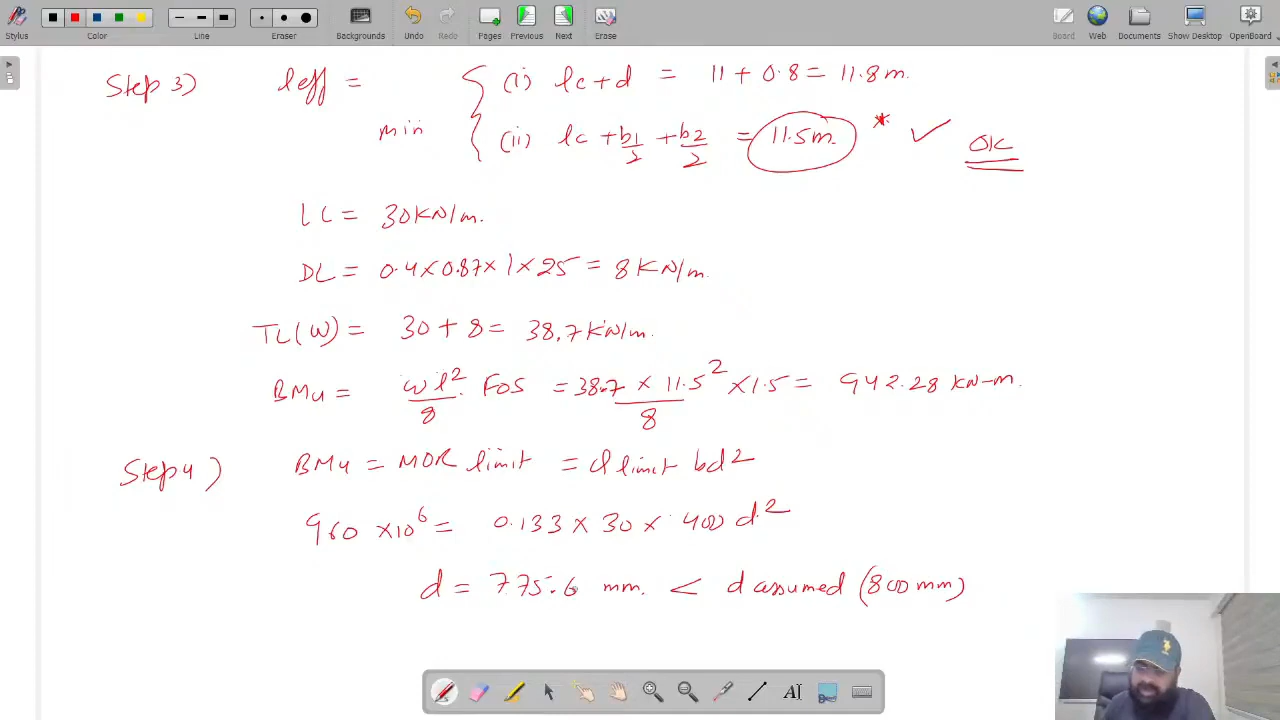 Stylus Color Line Eraser Backgrounds Undo Redo Pages Previous Next Erase Board Web Documents Show Desktop OpenBoard
Step 3) leff = min { (i) lc + d = 11 + 0.8 = 11.8 m.
(ii) lc + b1/2 + b2/2 = 11.5 m. * ✓ OK
LL = 30 KN/m.
DL = 0.4 × 0.87 × 1 × 25 = 8 KN/m.
TL(W) = 30 + 8 = 38.7 KN/m.
BMu = wl²/8 . FOS = 38.7 × 11.5²/8 × 1.5 = 942.28 KN-m.
Step 4) BMu = MOR limit = Q limit bd²
960 × 10⁶ = 0.133 × 30 × 400 d²
d = 775.6 mm. < d assumed (800 mm)